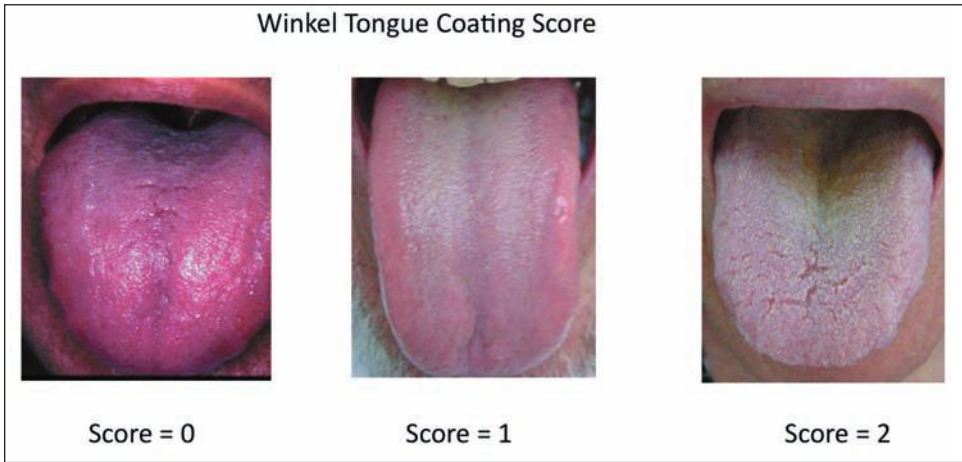 Winkel Tongue Coating Score
Score = 0
Score = 1
Score = 2